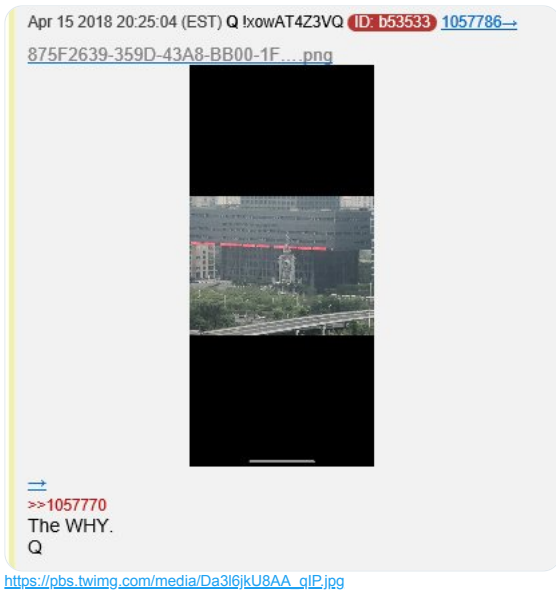 Apr 15 2018 20:25:04 (EST) Q !xowAT4Z3VQ ID: b53533 1057786→
875F2639-359D-43A8-BB00-1F….png
→
>>1057770
The WHY.
Q
https://pbs.twimg.com/media/Da3l6jkU8AA_qlP.jpg